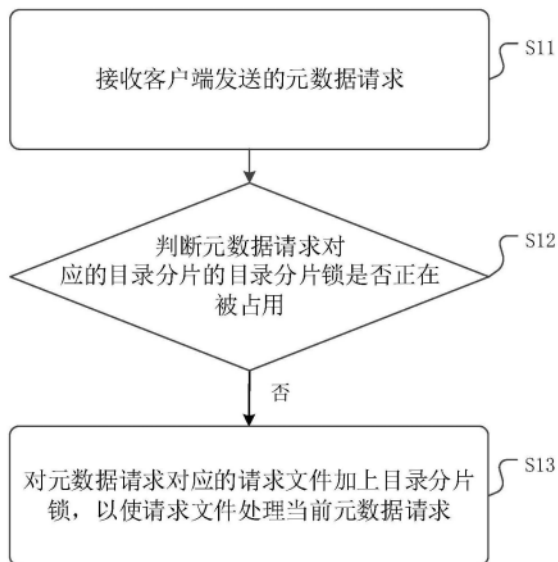 S11
接收客户端发送的元数据请求
S12
判断元数据请求对
应的目录分片的目录分片锁是否正在
被占用
否
S13
对元数据请求对应的请求文件加上目录分片
锁，以使请求文件处理当前元数据请求